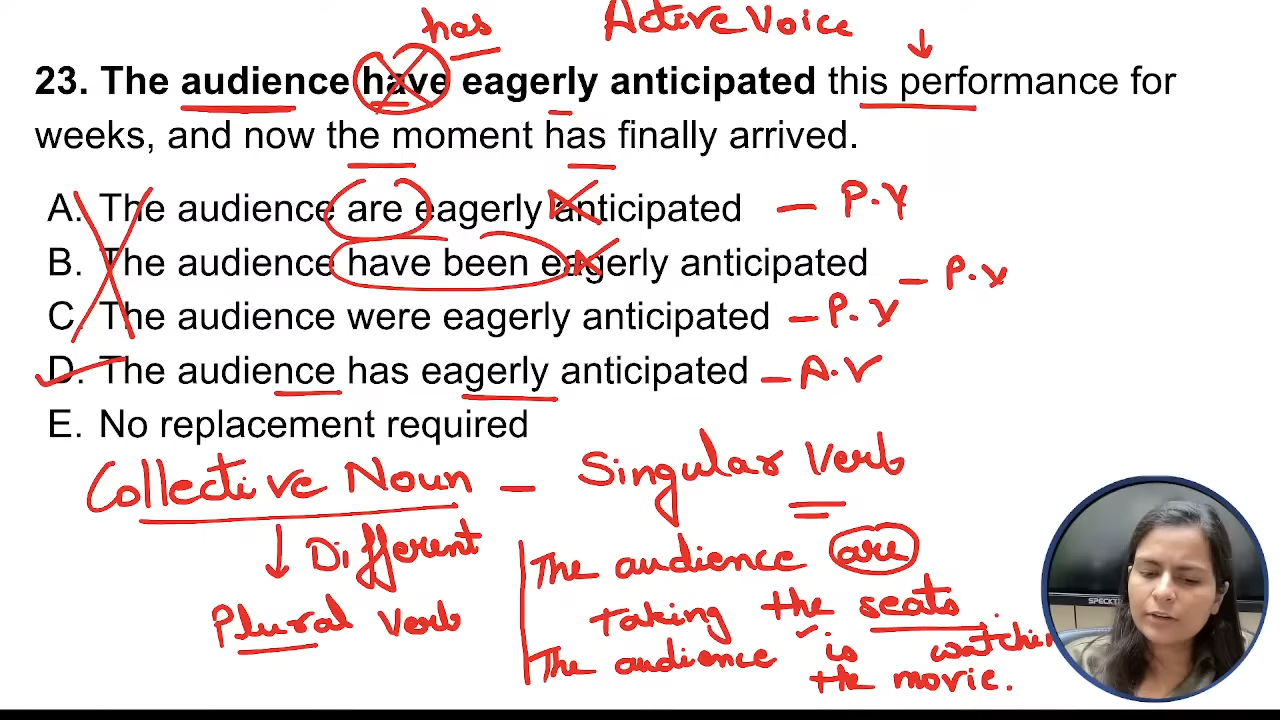 has Active Voice
23. The audience have eagerly anticipated this performance for
weeks, and now the moment has finally arrived.
A. The audience are eagerly anticipated — P.V
B. The audience have been eagerly anticipated — P.V
C. The audience were eagerly anticipated — P.V
D. The audience has eagerly anticipated — A.V
E. No replacement required
Collective Noun — Singular Verb
Different
Plural Verb
The audience are
taking the seats.
The audience is watchin
the movie.
SPECKT